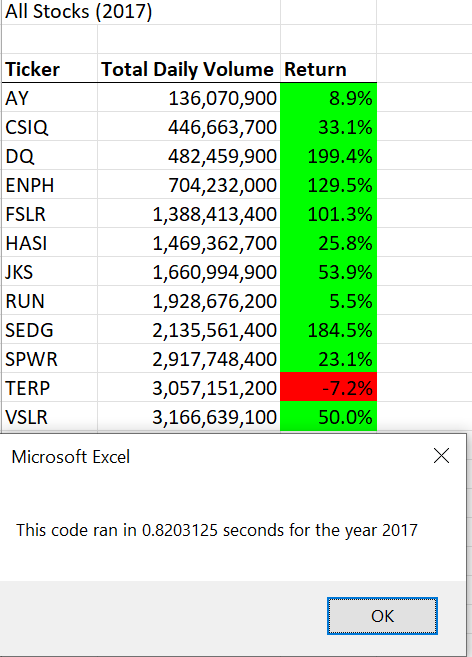 All Stocks (2017)
Ticker Total Daily Volume Return
AY 136,070,900 8.9%
CSIQ 446,663,700 33.1%
DQ 482,459,900 199.4%
ENPH 704,232,000 129.5%
FSLR 1,388,413,400 101.3%
HASI 1,469,362,700 25.8%
JKS 1,660,994,900 53.9%
RUN 1,928,676,200 5.5%
SEDG 2,135,561,400 184.5%
SPWR 2,917,748,400 23.1%
TERP 3,057,151,200 -7.2%
VSLR 3,166,639,100 50.0%
Microsoft Excel
This code ran in 0.8203125 seconds for the year 2017
OK